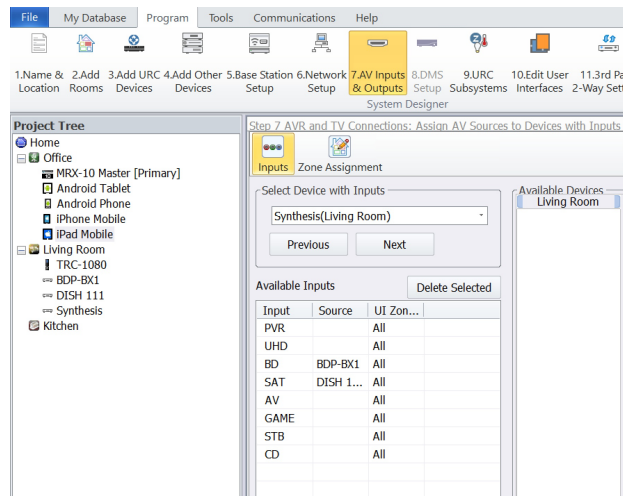 File My Database Program Tools Communications Help
1.Name & 2.Add 3.Add URC 4.Add Other 5.Base Station 6.Network 7.AV Inputs 8.DMS 9.URC 10.Edit User 11.3rd Pa
Location Rooms Devices Devices Setup Setup & Outputs Setup Subsystems Interfaces 2-Way Sett
System Designer
Project Tree
Home
Office
MRX-10 Master [Primary]
Android Tablet
Android Phone
iPhone Mobile
iPad Mobile
Living Room
TRC-1080
BDP-BX1
DISH 111
Synthesis
Kitchen
Step 7 AVR and TV Connections: Assign AV Sources to Devices with Inputs
Inputs Zone Assignment
Select Device with Inputs
Synthesis(Living Room)
Previous Next
Available Inputs Delete Selected
Input Source UI Zon...
PVR All
UHD All
BD BDP-BX1 All
SAT DISH 1... All
AV All
GAME All
STB All
CD All
Available Devices
Living Room